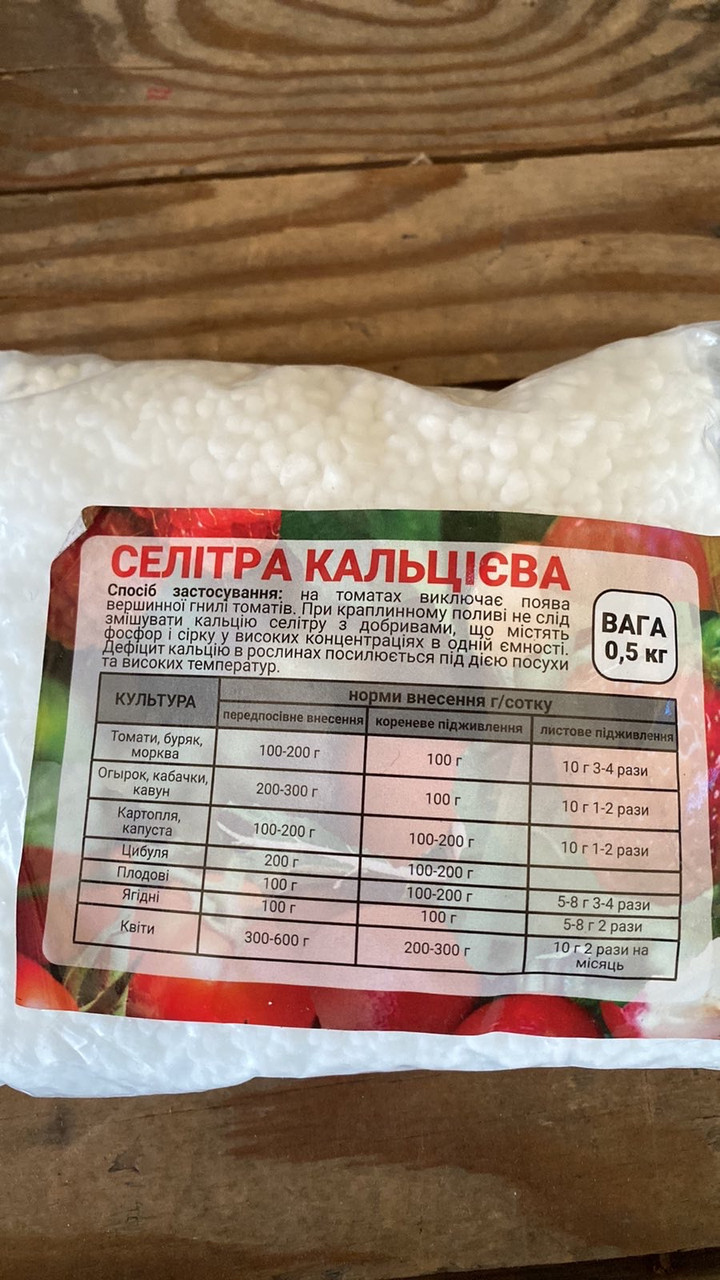 СЕЛІТРА КАЛЬЦІЄВА
Спосіб застосування: на томатах виключає поява
вершинної гнилі томатів. При краплинному поливі не слід
змішувати кальцію селітру з добривами, що містять
фосфор і сірку у високих концентраціях в одній ємності.
Дефіцит кальцію в рослинах посилюється під дією посухи
та високих температур.
ВАГА
0,5 кг
КУЛЬТУРА
норми внесення г/сотку
передпосівне внесення кореневе підживлення листове підживлення
Томати, буряк,
морква
100-200 г 100 г 10 г 3-4 рази
Огырок, кабачки,
кавун
200-300 г 100 г 10 г 1-2 рази
Картопля,
капуста
100-200 г 100-200 г 10 г 1-2 рази
Цибуля 200 г 100-200 г
Плодові 100 г 100-200 г 5-8 г 3-4 рази
Ягідні 100 г 100 г 5-8 г 2 рази
Квіти 300-600 г 200-300 г 10 г 2 рази на
місяць